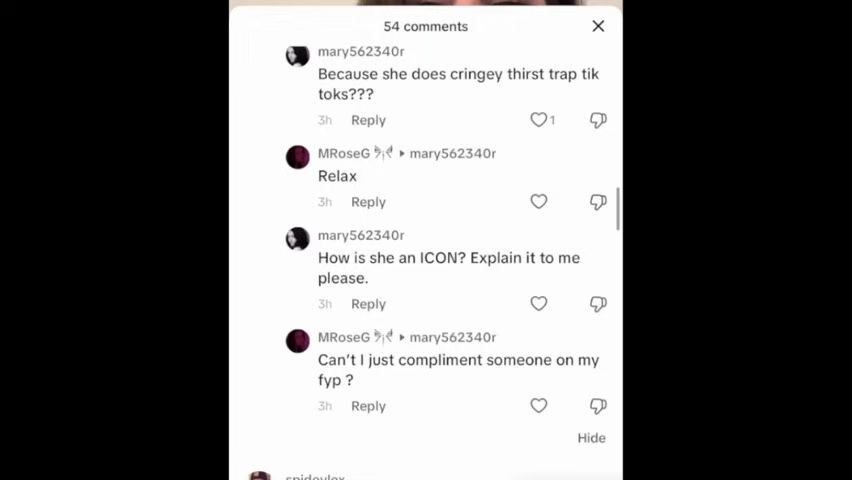 54 comments
mary562340r
Because she does cringey thirst trap tik
toks???
3h Reply 1
MRoseG ▸ mary562340r
Relax
3h Reply
mary562340r
How is she an ICON? Explain it to me
please.
3h Reply
MRoseG ▸ mary562340r
Can't I just compliment someone on my
fyp ?
3h Reply
Hide